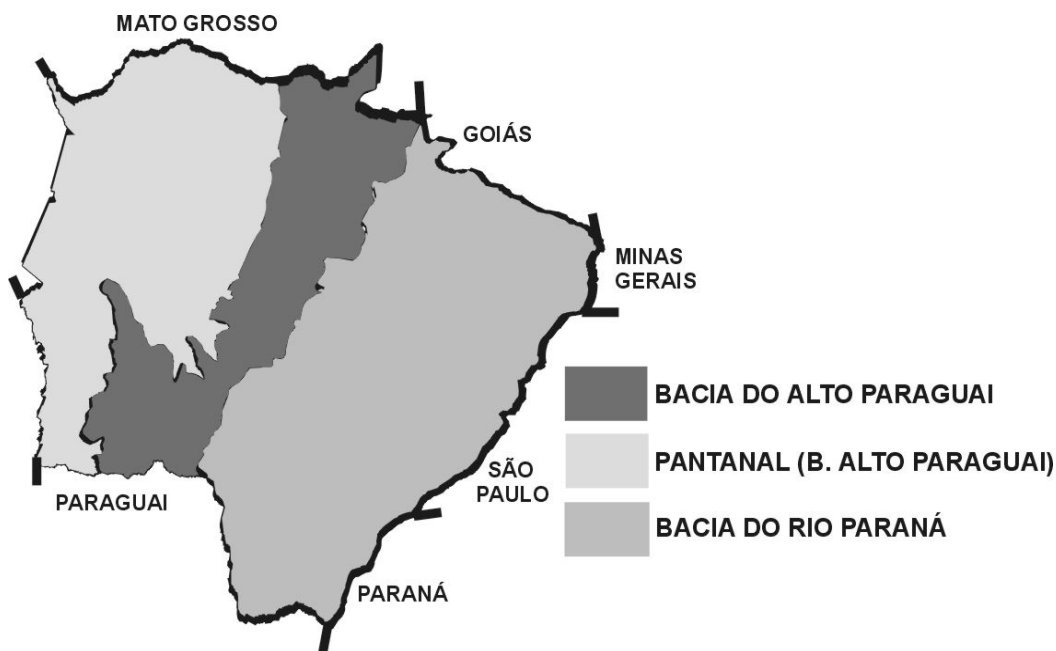 MATO GROSSO
GOIÁS
MINAS
GERAIS
BACIA DO ALTO PARAGUAI
PANTANAL (B. ALTO PARAGUAI)
SÃO
PAULO
PARAGUAI
BACIA DO RIO PARANÁ
PARANÁ